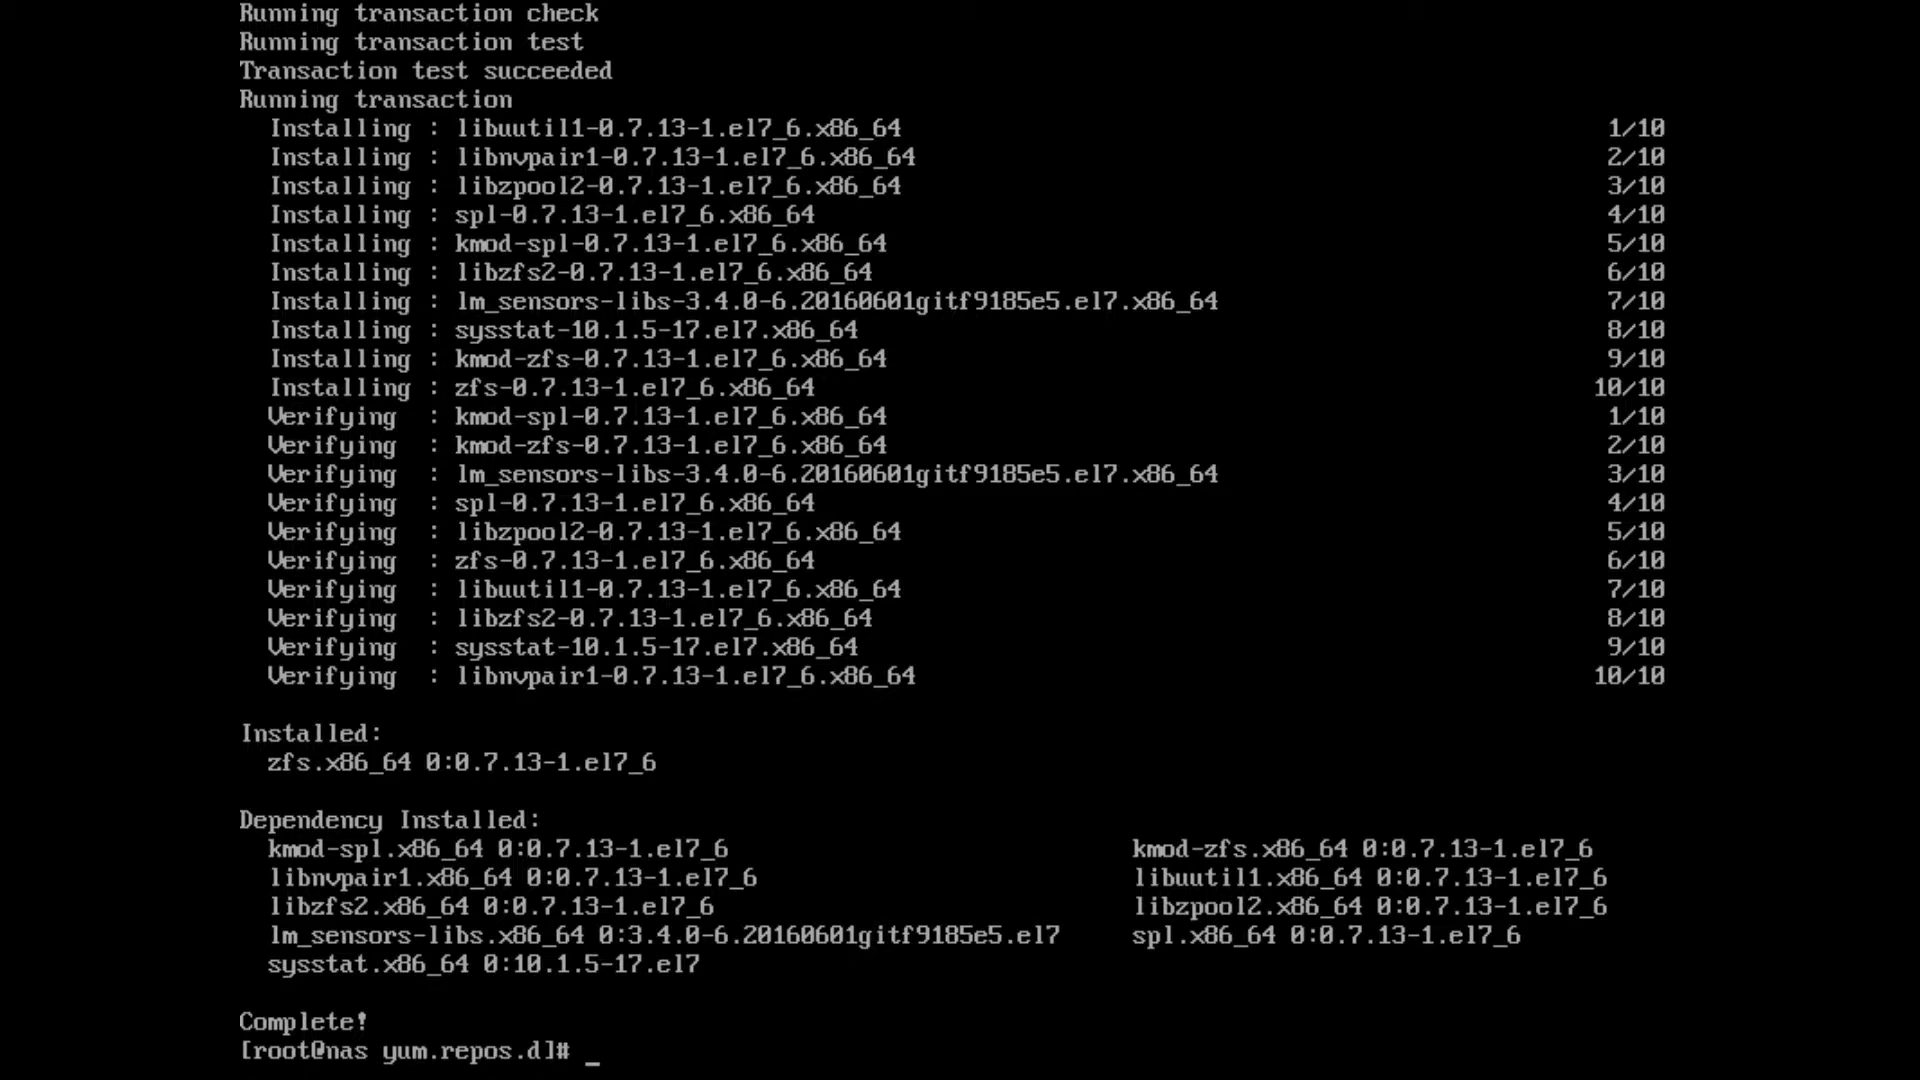 Running transaction check
Running transaction test
Transaction test succeeded
Running transaction
  Installing : libuutil1-0.7.13-1.el7_6.x86_64 1/10
  Installing : libnvpair1-0.7.13-1.el7_6.x86_64 2/10
  Installing : libzpool2-0.7.13-1.el7_6.x86_64 3/10
  Installing : spl-0.7.13-1.el7_6.x86_64 4/10
  Installing : kmod-spl-0.7.13-1.el7_6.x86_64 5/10
  Installing : libzfs2-0.7.13-1.el7_6.x86_64 6/10
  Installing : lm_sensors-libs-3.4.0-6.20160601gitf9185e5.el7.x86_64 7/10
  Installing : sysstat-10.1.5-17.el7.x86_64 8/10
  Installing : kmod-zfs-0.7.13-1.el7_6.x86_64 9/10
  Installing : zfs-0.7.13-1.el7_6.x86_64 10/10
  Verifying  : kmod-spl-0.7.13-1.el7_6.x86_64 1/10
  Verifying  : kmod-zfs-0.7.13-1.el7_6.x86_64 2/10
  Verifying  : lm_sensors-libs-3.4.0-6.20160601gitf9185e5.el7.x86_64 3/10
  Verifying  : spl-0.7.13-1.el7_6.x86_64 4/10
  Verifying  : libzpool2-0.7.13-1.el7_6.x86_64 5/10
  Verifying  : zfs-0.7.13-1.el7_6.x86_64 6/10
  Verifying  : libuutil1-0.7.13-1.el7_6.x86_64 7/10
  Verifying  : libzfs2-0.7.13-1.el7_6.x86_64 8/10
  Verifying  : sysstat-10.1.5-17.el7.x86_64 9/10
  Verifying  : libnvpair1-0.7.13-1.el7_6.x86_64 10/10
Installed:
  zfs.x86_64 0:0.7.13-1.el7_6
Dependency Installed:
  kmod-spl.x86_64 0:0.7.13-1.el7_6 kmod-zfs.x86_64 0:0.7.13-1.el7_6
  libnvpair1.x86_64 0:0.7.13-1.el7_6 libuutil1.x86_64 0:0.7.13-1.el7_6
  libzfs2.x86_64 0:0.7.13-1.el7_6 libzpool2.x86_64 0:0.7.13-1.el7_6
  lm_sensors-libs.x86_64 0:3.4.0-6.20160601gitf9185e5.el7 spl.x86_64 0:0.7.13-1.el7_6
  sysstat.x86_64 0:10.1.5-17.el7
Complete!
[root@nas yum.repos.d]# _